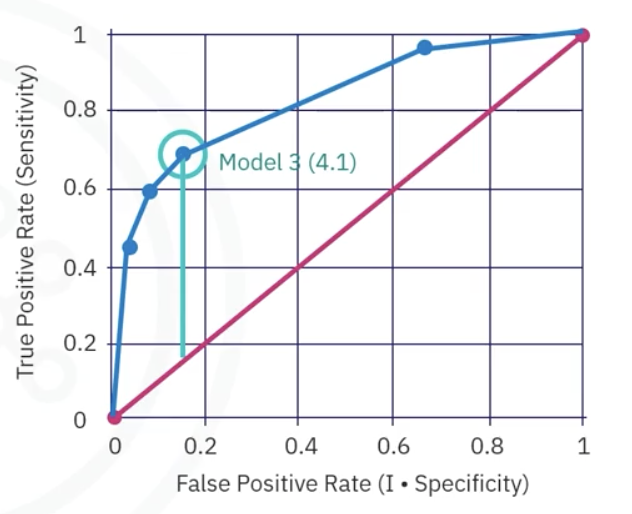 1
0.8
0.6
0.4
0.2
0
True Positive Rate (Sensitivity)
Model 3 (4.1)
0 0.2 0.4 0.6 0.8 1
False Positive Rate (I • Specificity)